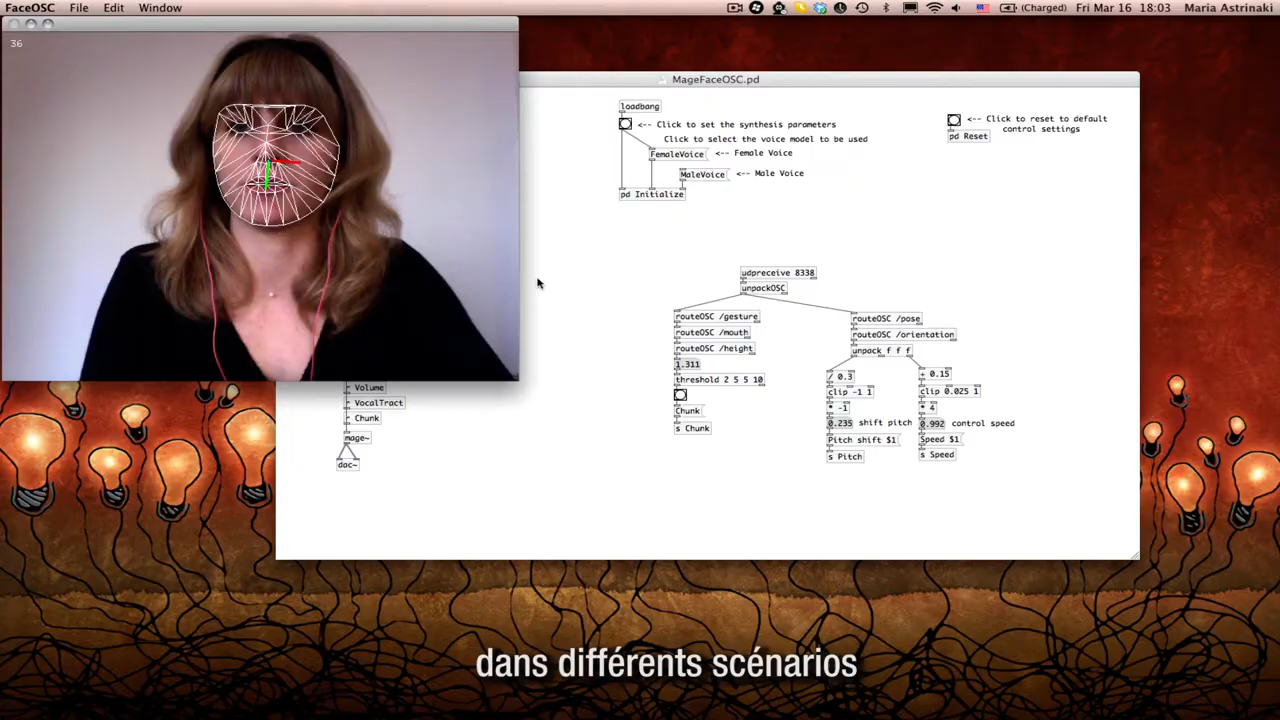 FaceOSC File Edit Window (Charged) Fri Mar 16 18:03 Maria Astrinaki
36
MageFaceOSC.pd
loadbang
<-- Click to set the synthesis parameters
Click to select the voice model to be used
FemaleVoice <-- Female Voice
MaleVoice <-- Male Voice
pd Initialize
<-- Click to reset to default
control settings
pd Reset
udpreceive 8338
unpackOSC
routeOSC /gesture
routeOSC /mouth
routeOSC /height
1.311
threshold 2 5 5 10
Chunk
s Chunk
routeOSC /pose
routeOSC /orientation
unpack f f f
/ 0.3
clip -1 1
* -1
0.235 shift pitch
Pitch shift $1
s Pitch
+ 0.15
clip 0.025 1
* 4
0.992 control speed
Speed $1
s Speed
r Volume
r VocalTract
r Chunk
mage~
dac~
dans différents scénarios